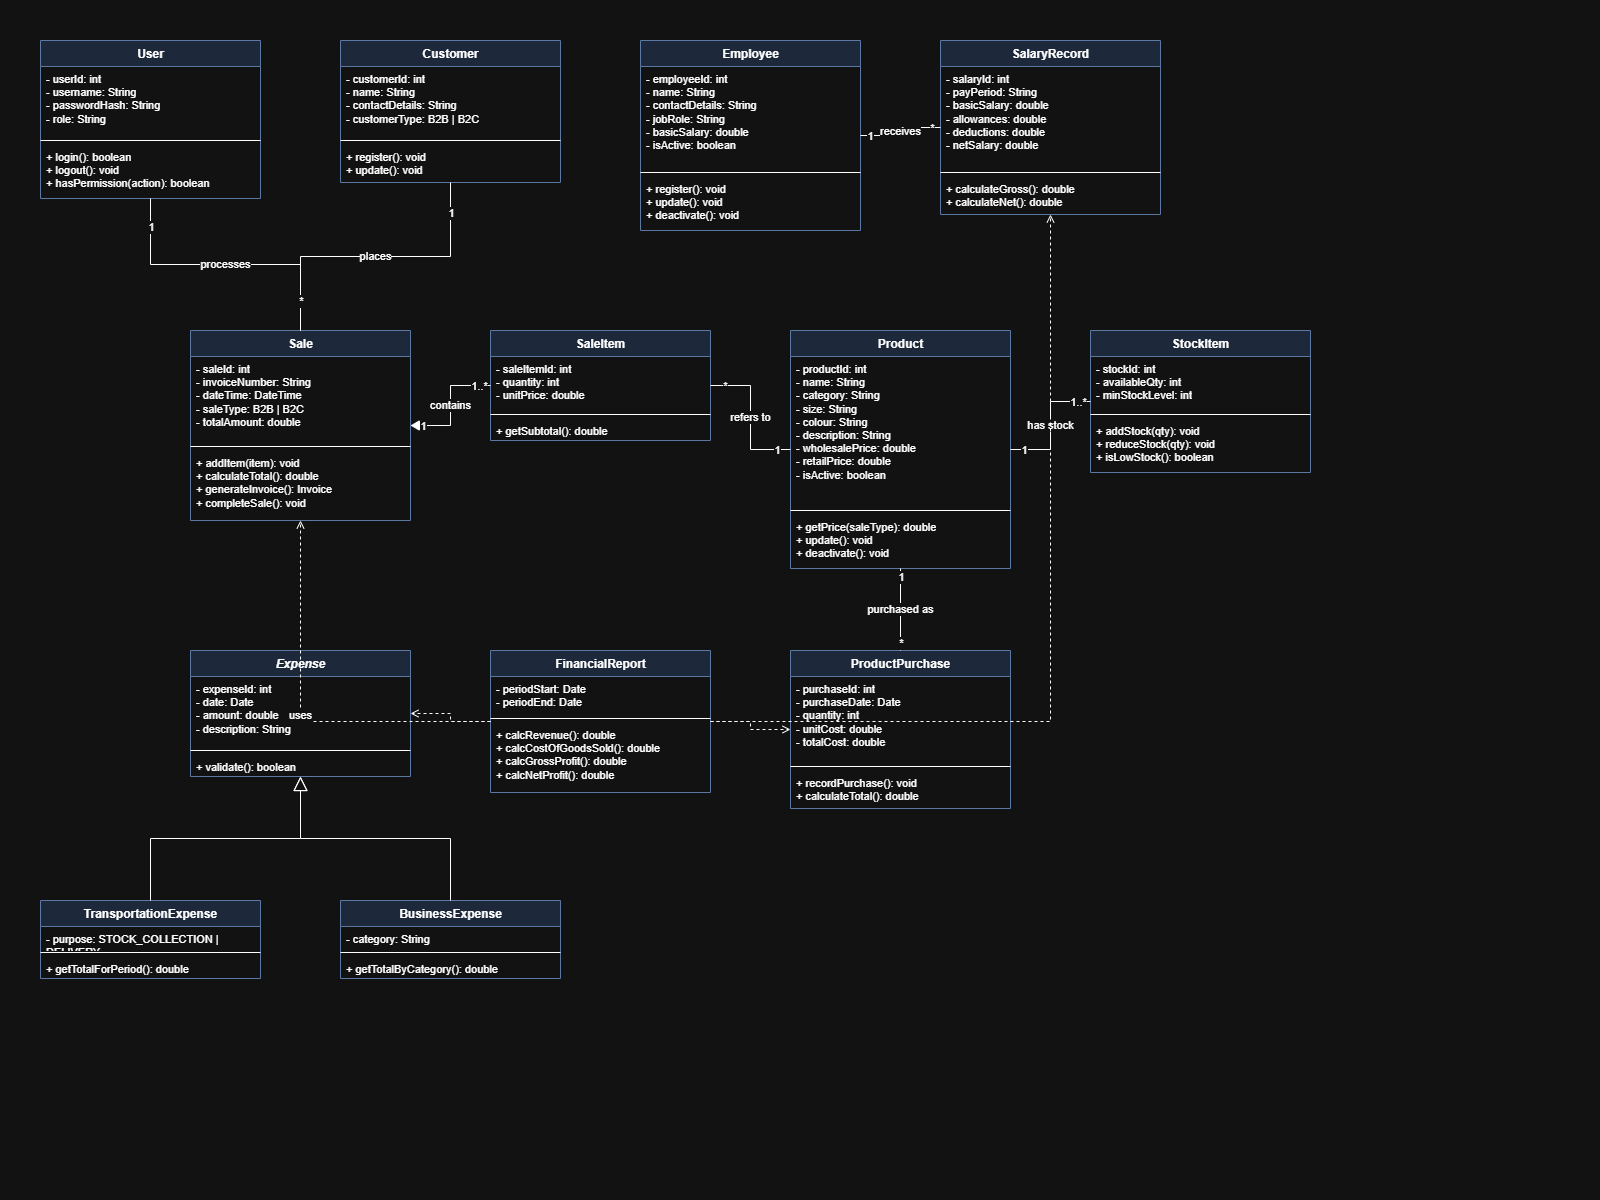 User
- userId: int
- username: String
- passwordHash: String
- role: String
+ login(): boolean
+ logout(): void
+ hasPermission(action): boolean
Customer
- customerId: int
- name: String
- contactDetails: String
- customerType: B2B | B2C
+ register(): void
+ update(): void
Employee
- employeeId: int
- name: String
- contactDetails: String
- jobRole: String
- basicSalary: double
- isActive: boolean
+ register(): void
+ update(): void
+ deactivate(): void
1
receives
*
SalaryRecord
- salaryId: int
- payPeriod: String
- basicSalary: double
- allowances: double
- deductions: double
- netSalary: double
+ calculateGross(): double
+ calculateNet(): double
1
processes
1
places
*
Sale
- saleId: int
- invoiceNumber: String
- dateTime: DateTime
- saleType: B2B | B2C
- totalAmount: double
+ addItem(item): void
+ calculateTotal(): double
+ generateInvoice(): Invoice
+ completeSale(): void
1..*
contains
1
SaleItem
- saleItemId: int
- quantity: int
- unitPrice: double
+ getSubtotal(): double
*
refers to
1
Product
- productId: int
- name: String
- category: String
- size: String
- colour: String
- description: String
- wholesalePrice: double
- retailPrice: double
- isActive: boolean
+ getPrice(saleType): double
+ update(): void
+ deactivate(): void
1..*
has stock
1
StockItem
- stockId: int
- availableQty: int
- minStockLevel: int
+ addStock(qty): void
+ reduceStock(qty): void
+ isLowStock(): boolean
1
purchased as
*
Expense
- expenseId: int
- date: Date
- amount: double
- description: String
+ validate(): boolean
uses
FinancialReport
- periodStart: Date
- periodEnd: Date
+ calcRevenue(): double
+ calcCostOfGoodsSold(): double
+ calcGrossProfit(): double
+ calcNetProfit(): double
ProductPurchase
- purchaseId: int
- purchaseDate: Date
- quantity: int
- unitCost: double
- totalCost: double
+ recordPurchase(): void
+ calculateTotal(): double
TransportationExpense
- purpose: STOCK_COLLECTION |
+ getTotalForPeriod(): double
BusinessExpense
- category: String
+ getTotalByCategory(): double